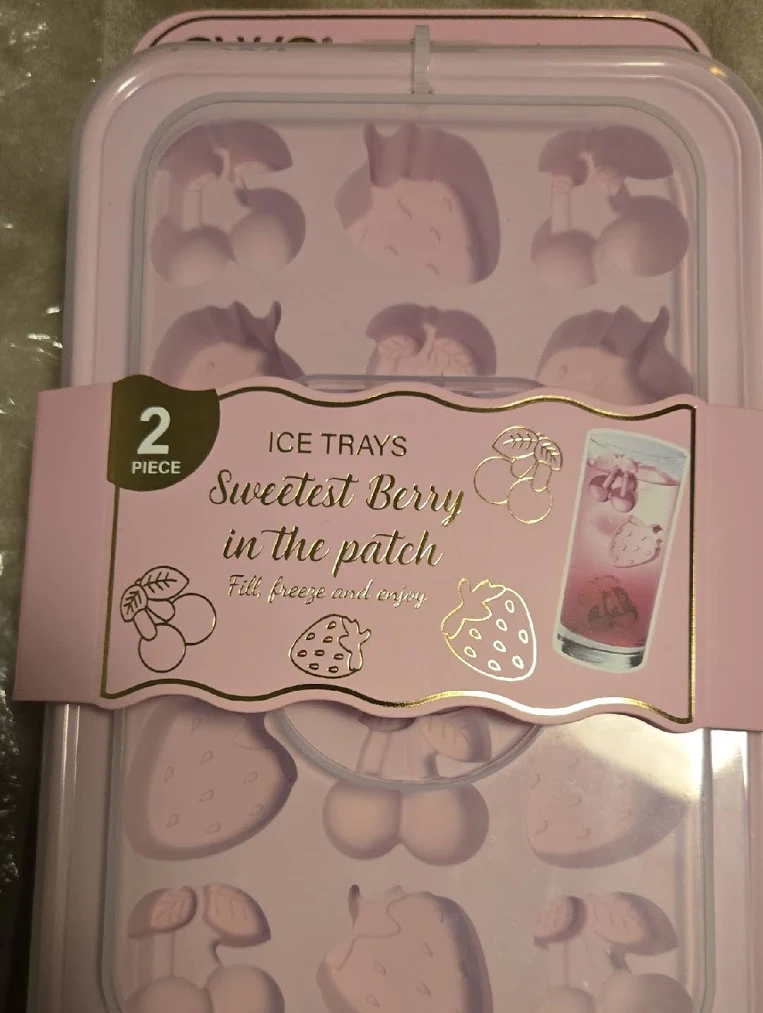 2
PIECE
ICE TRAYS
Sweetest Berry
in the patch
Fill, freeze and enjoy